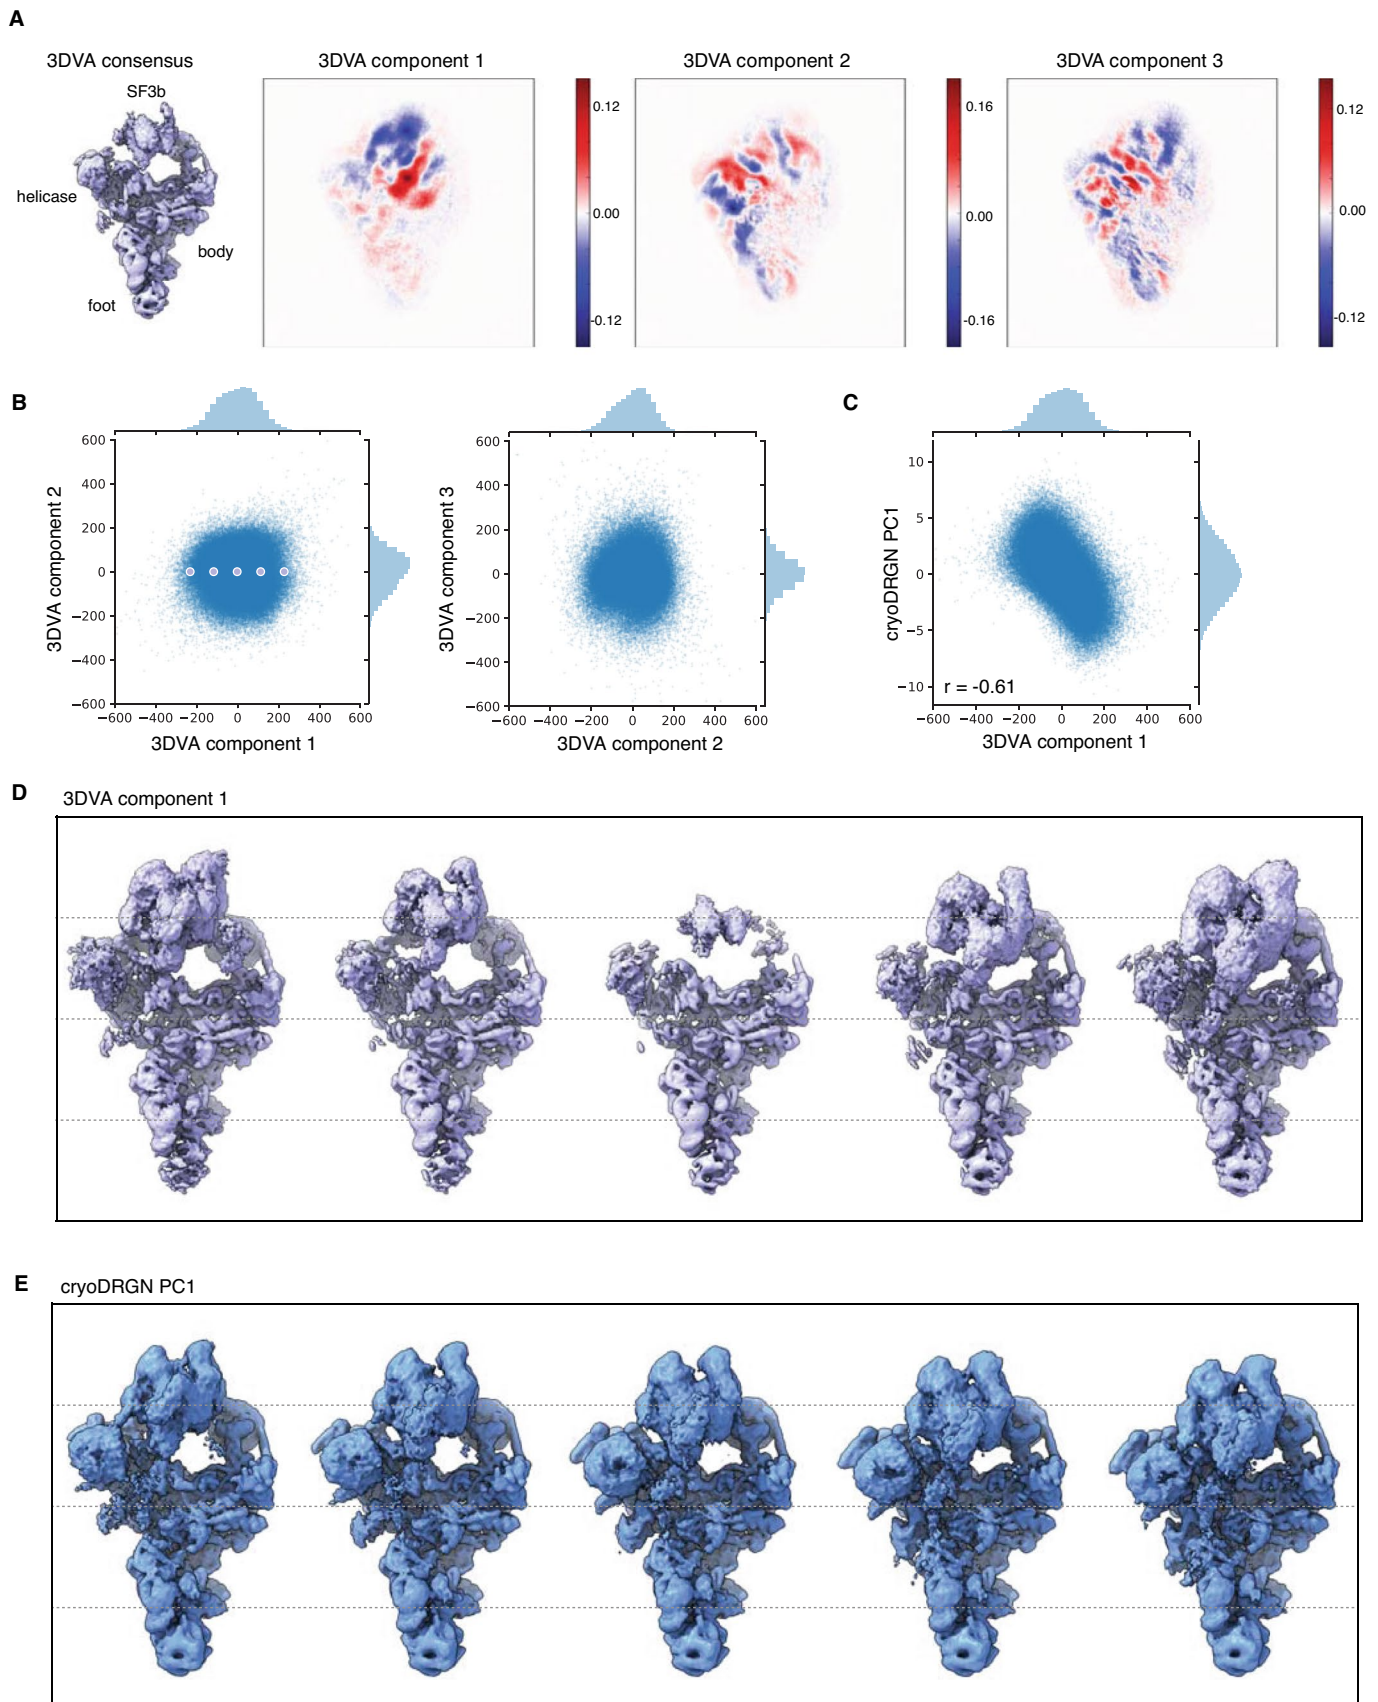 A
3DVA consensus
3DVA component 1
3DVA component 2
3DVA component 3
SF3b
helicase
body
foot
0.12
0.00
-0.12
0.16
0.00
-0.16
0.12
0.00
-0.12
B
600
400
200
0
−200
−400
−600
3DVA component 2
−600 −400 −200 0 200 400 600
3DVA component 1
600
400
200
0
−200
−400
−600
3DVA component 3
−600 −400 −200 0 200 400 600
3DVA component 2
C
10
5
0
−5
−10
cryoDRGN PC1
r = -0.61
−600 −400 −200 0 200 400 600
3DVA component 1
D
3DVA component 1
E
cryoDRGN PC1